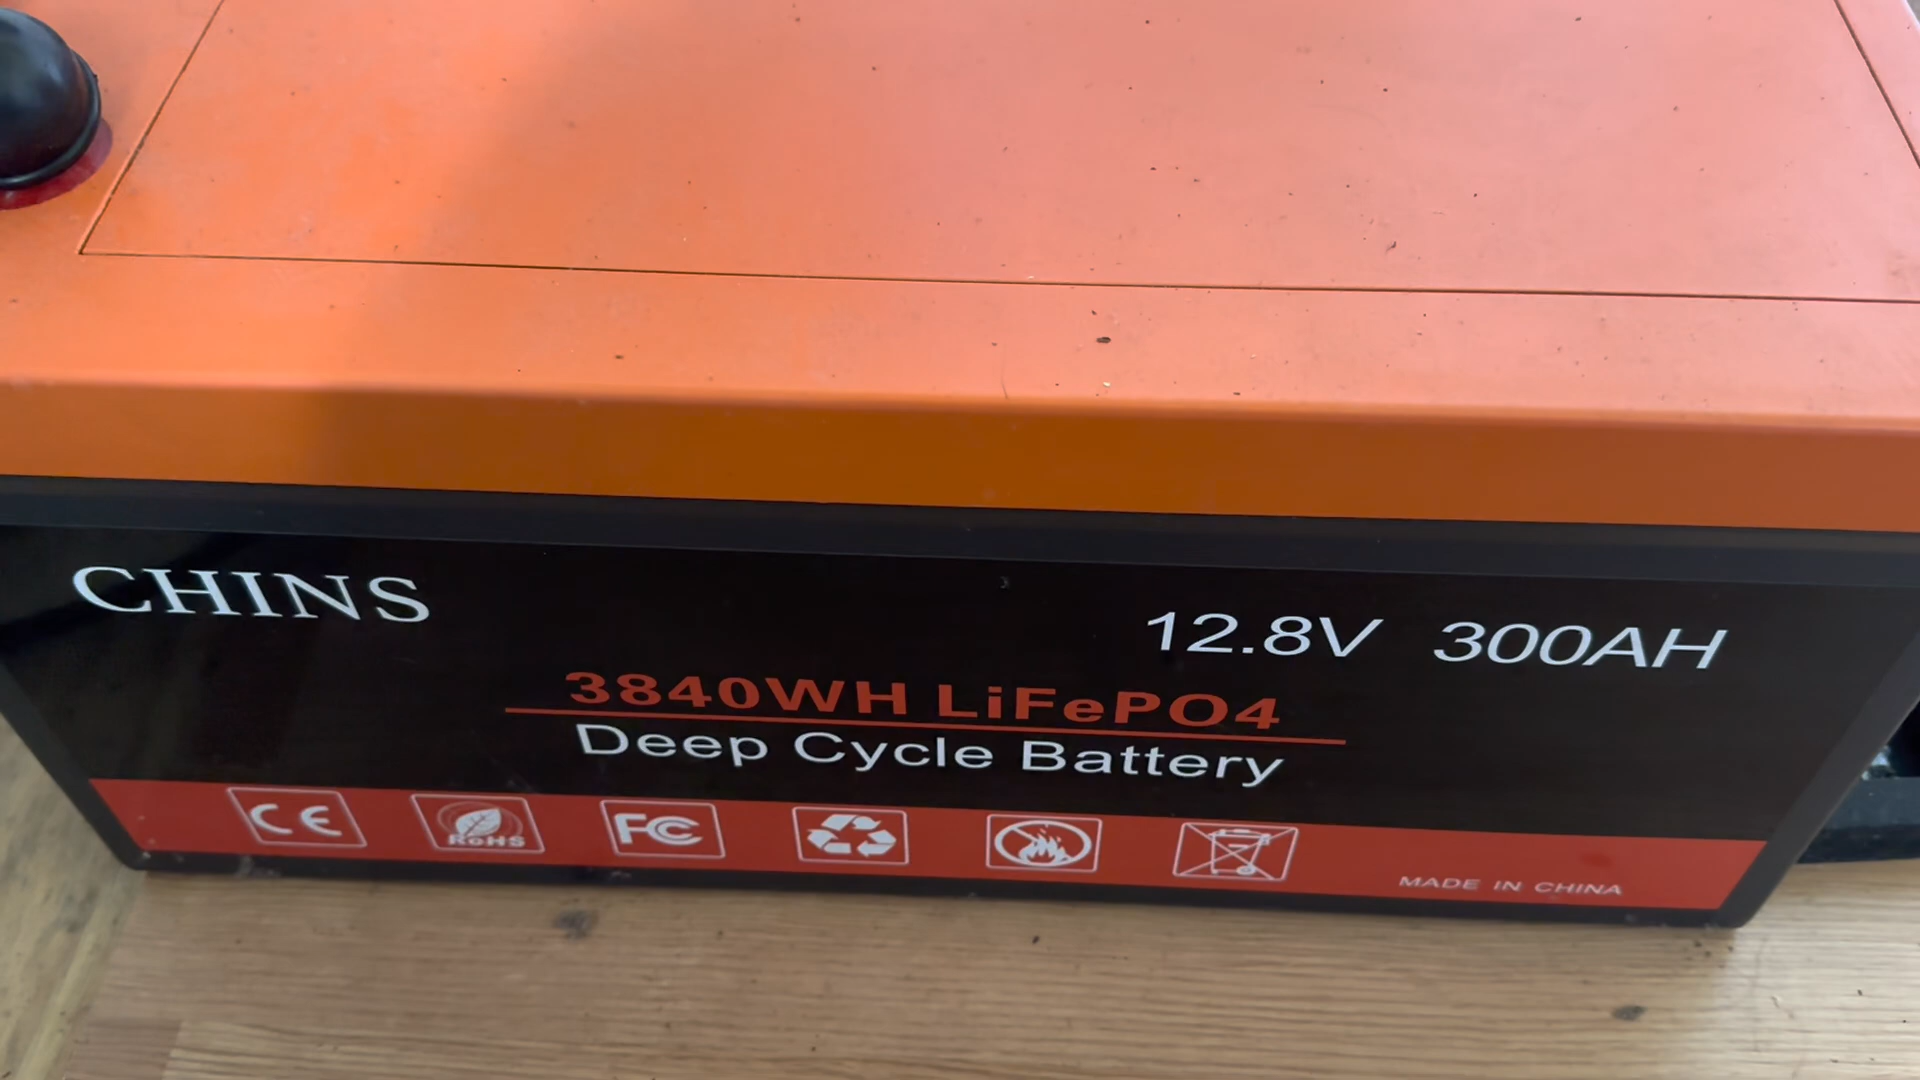 CHINS
12.8V 300AH
3840WH LiFePO4
Deep Cycle Battery
CE
RoHS
FC
MADE IN CHINA